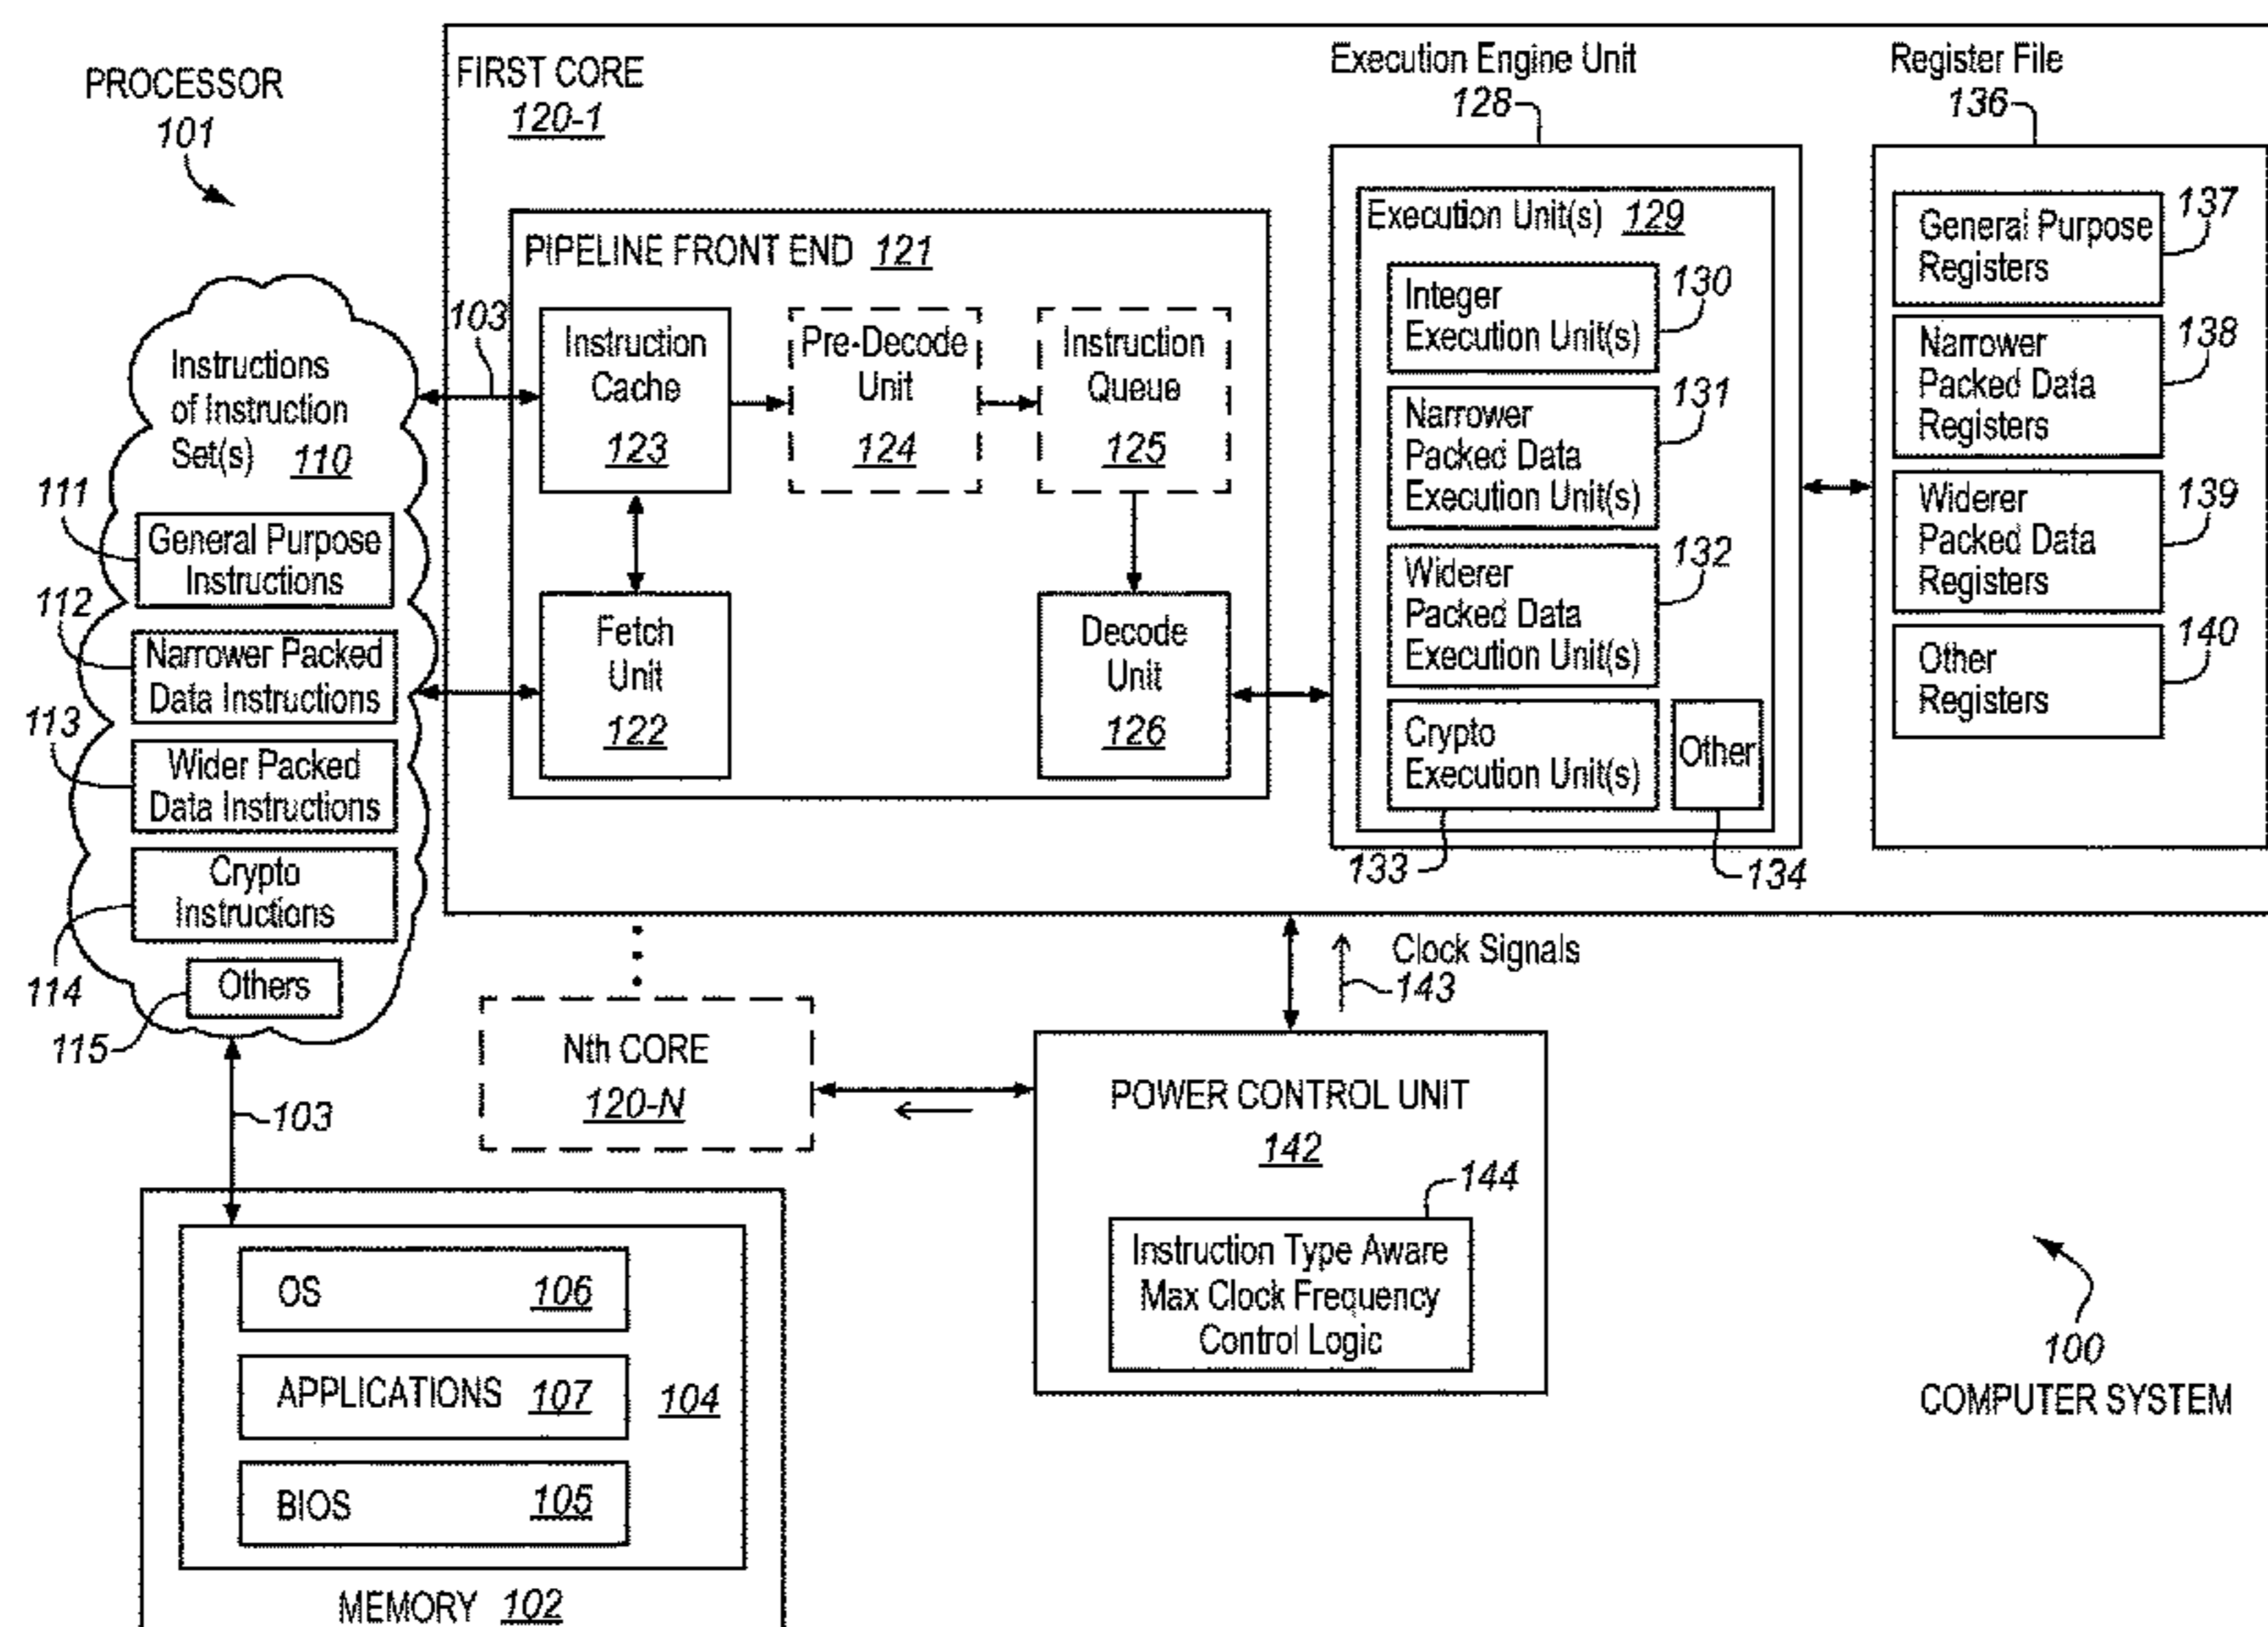 PROCESSOR
101
FIRST CORE
120-1
Execution Engine Unit
128
Register File
136
PIPELINE FRONT END 121
103
Instruction
Cache
123
Pre-Decode
Unit
124
Instruction
Queue
125
Fetch
Unit
122
Decode
Unit
126
Execution Unit(s) 129
Integer
Execution Unit(s)
130
Narrower
Packed Data
Execution Unit(s)
131
Widerer
Packed Data
Execution Unit(s)
132
Crypto
Execution Unit(s)
133
Other
134
General Purpose
Registers
137
Narrower
Packed Data
Registers
138
Widerer
Packed Data
Registers
139
Other
Registers
140
Instructions
of Instruction
Set(s) 110
111
General Purpose
Instructions
112
Narrower Packed
Data Instructions
113
Wider Packed
Data Instructions
Crypto
Instructions
114
Others
115
103
Nth CORE
120-N
Clock Signals
143
POWER CONTROL UNIT
142
144
Instruction Type Aware
Max Clock Frequency
Control Logic
OS 106
APPLICATIONS 107
104
BIOS 105
MEMORY 102
100
COMPUTER SYSTEM